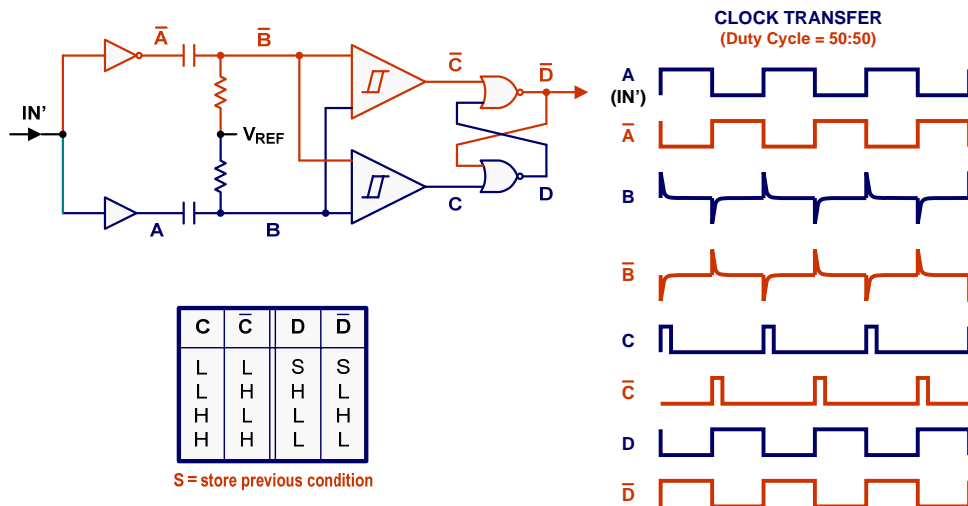 CLOCK TRANSFER
(Duty Cycle = 50:50)
A̅
B̅
C̅
D̅
IN’
V_REF
A
B
C
D
A
(IN’)
A̅
B
B̅
C
C̅
D
D̅
C C̅ D D̅
L L S S
L H H L
H L L H
H H L L
S = store previous condition